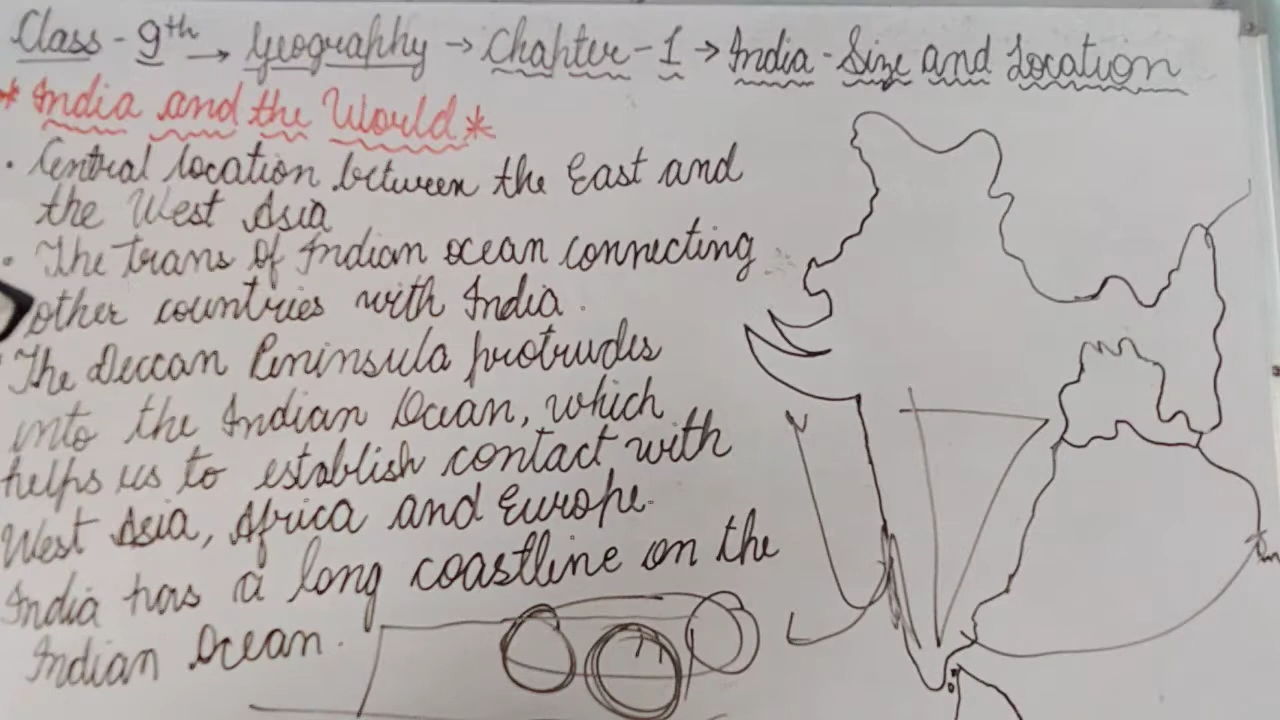 Class - 9th → Geography → Chapter - 1 → India - Size and Location
* India and the World *
· Central location between the East and
the West Asia
· The trans of Indian ocean connecting
other countries with India.
· The Deccan Peninsula protrudes
into the Indian Ocean, which
helps us to establish contact with
West Asia, Africa and Europe.
India has a long coastline on the
Indian Ocean.